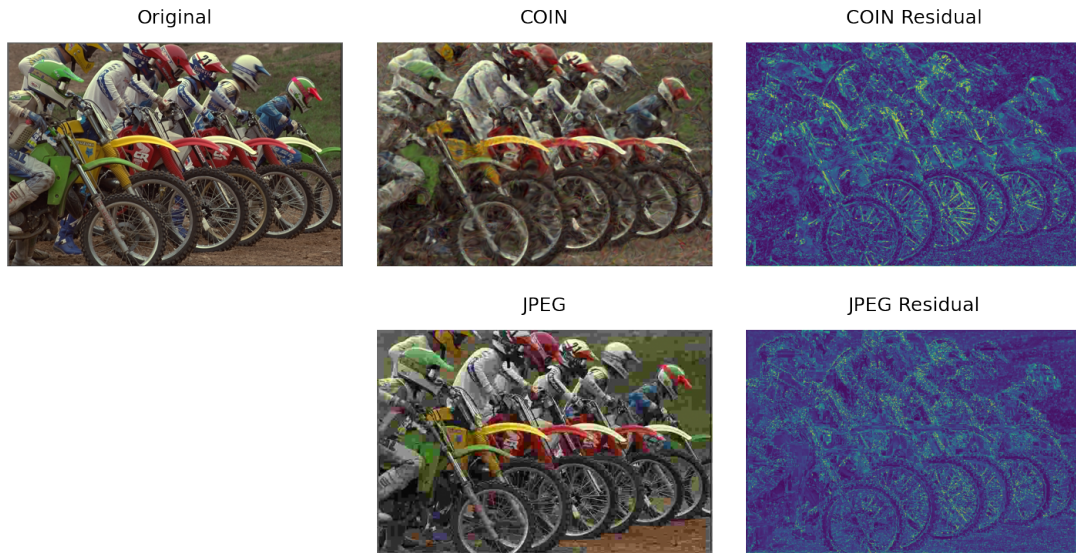 Original
COIN
COIN Residual
JPEG
JPEG Residual